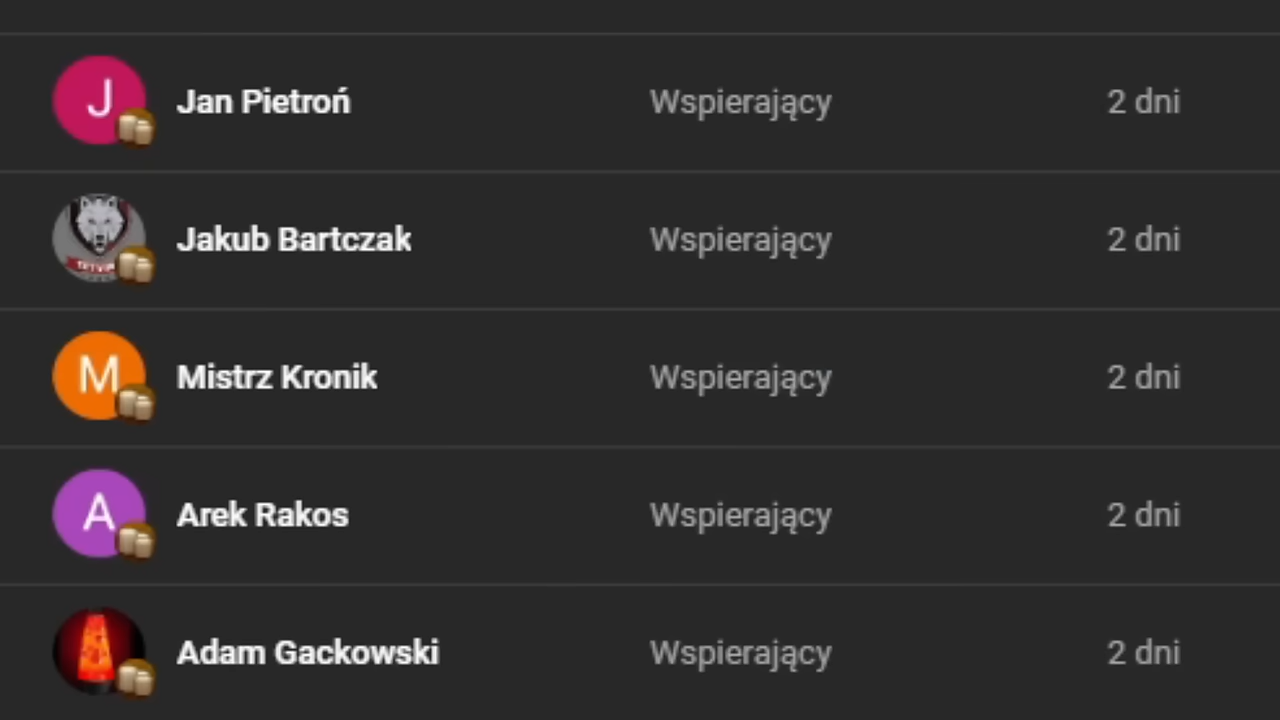 J Jan Pietroń Wspierający 2 dni
Jakub Bartczak Wspierający 2 dni
M Mistrz Kronik Wspierający 2 dni
A Arek Rakos Wspierający 2 dni
Adam Gackowski Wspierający 2 dni